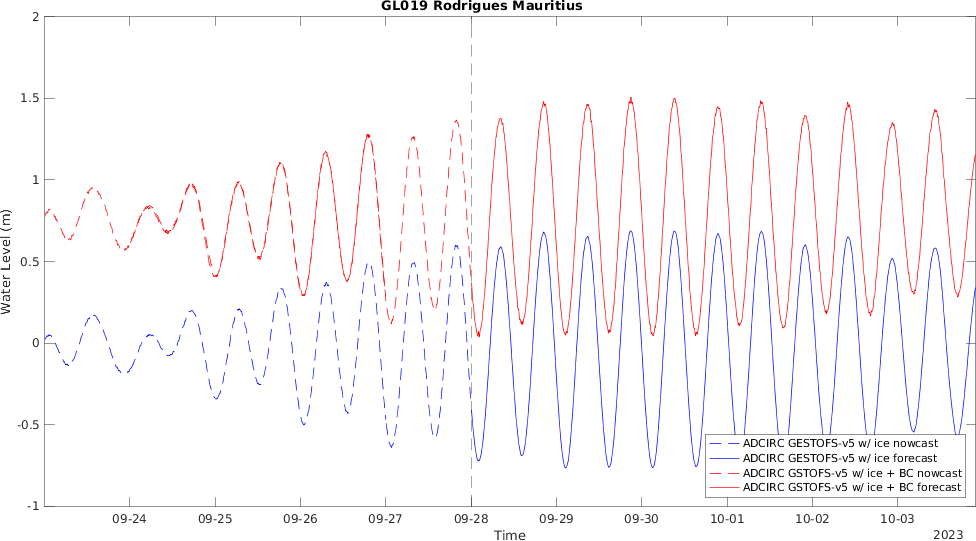 GL019 Rodrigues Mauritius
2
1.5
1
0.5
0
-0.5
-1
Water Level (m)
ADCIRC GESTOFS-v5 w/ ice nowcast
ADCIRC GESTOFS-v5 w/ ice forecast
ADCIRC GSTOFS-v5 w/ ice + BC nowcast
ADCIRC GSTOFS-v5 w/ ice + BC forecast
09-24 09-25 09-26 09-27 09-28 09-29 09-30 10-01 10-02 10-03
Time
2023